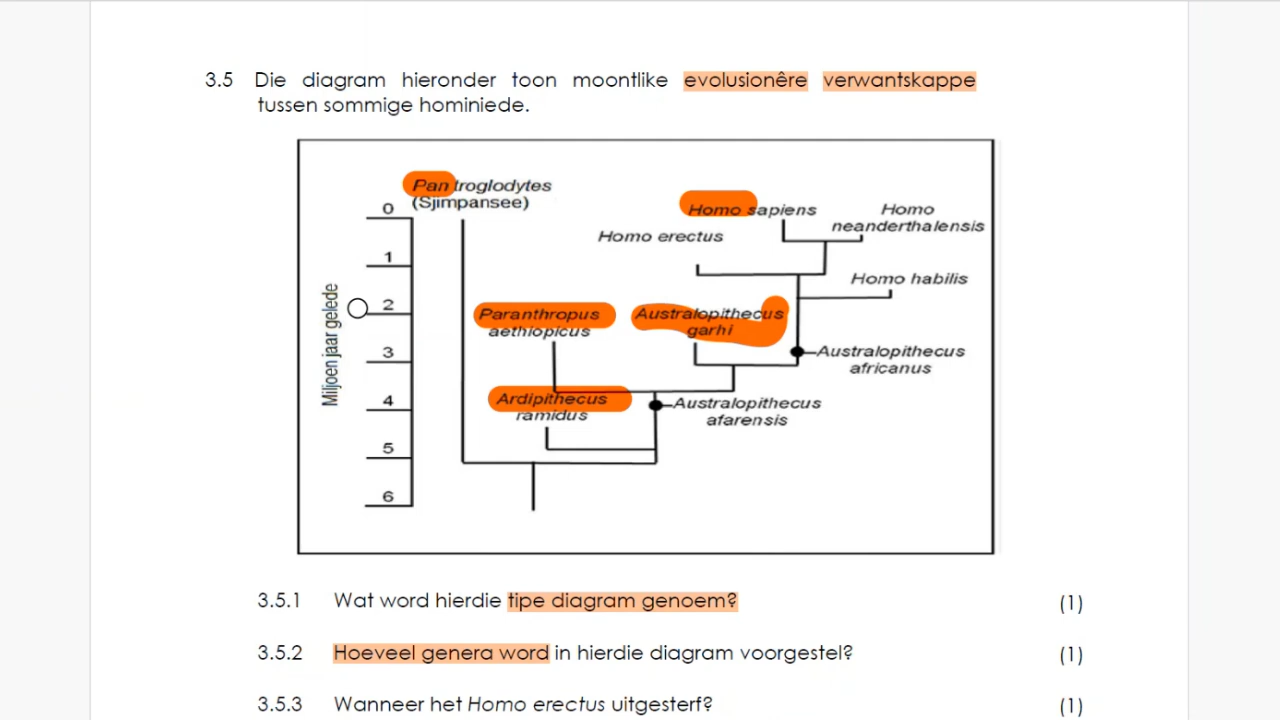 3.5 Die diagram hieronder toon moontlike evolusionêre verwantskappe
tussen sommige hominiede.
Pan troglodytes
(Sjimpansee)
Homo sapiens
Homo
neanderthalensis
Homo erectus
Homo habilis
Paranthropus
aethiopicus
Australopithecus
garhi
Australopithecus
africanus
Ardipithecus
ramidus
Australopithecus
afarensis
Miljoen jaar gelede
0
1
2
3
4
5
6
3.5.1 Wat word hierdie tipe diagram genoem? (1)
3.5.2 Hoeveel genera word in hierdie diagram voorgestel? (1)
3.5.3 Wanneer het Homo erectus uitgesterf? (1)